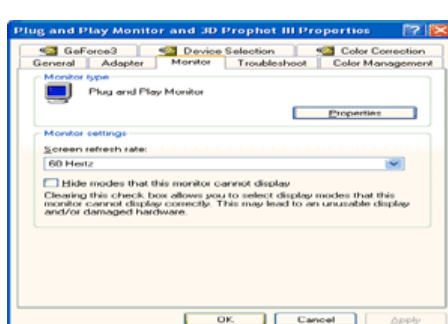 Plug and Play Monitor and 3D Prophet III Properties
GeForce3 Device Selection Color Correction
General Adapter Monitor Troubleshoot Color Management
Monitor type
Plug and Play Monitor
Properties
Monitor settings
Screen refresh rate:
60 Hertz
Hide modes that this monitor cannot display
Clearing this check box allows you to select display modes that this
monitor cannot display correctly. This may lead to an unusable display
and/or damaged hardware.
OK Cancel Apply